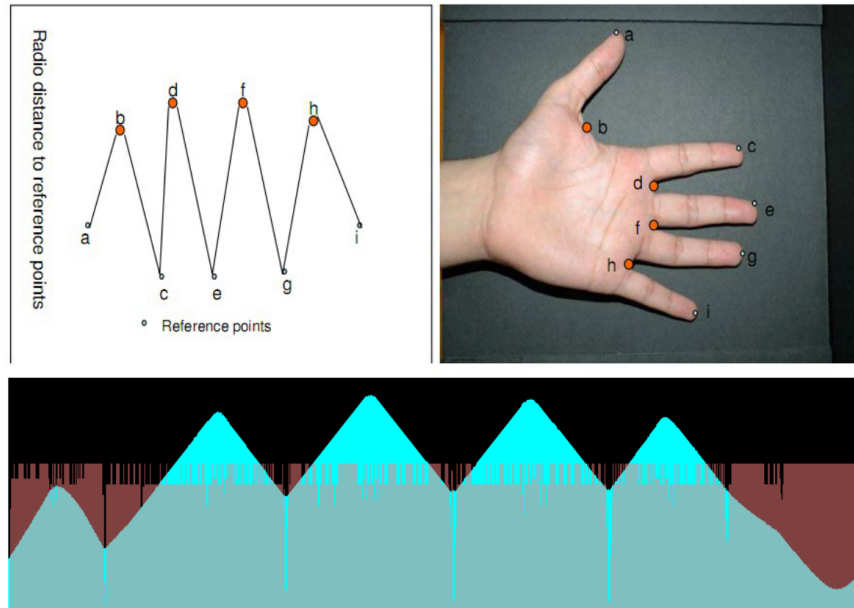 Radio distance to reference points
b
d
f
h
a
i
c
e
g
Reference points
a
b
c
d
e
f
g
h
i